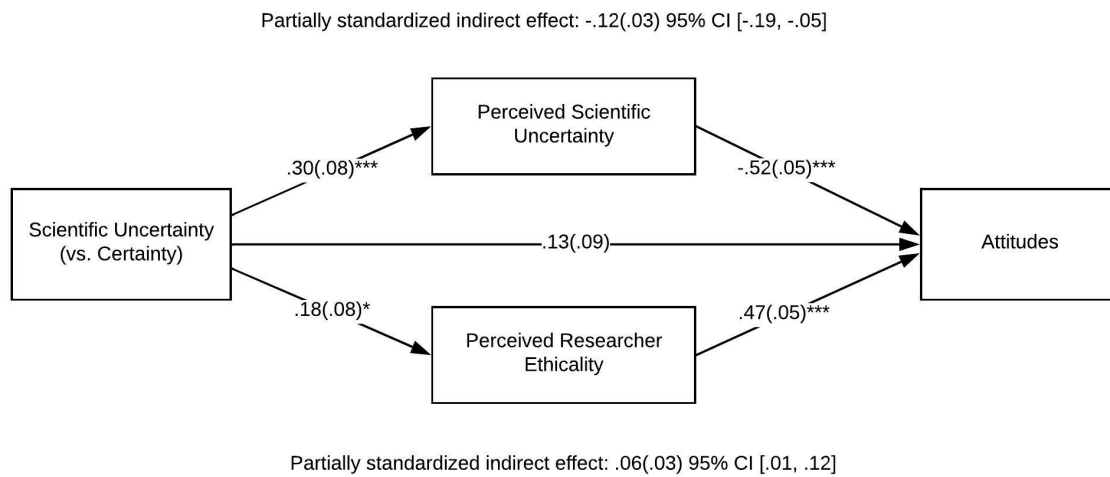 Partially standardized indirect effect: -.12(.03) 95% CI [-.19, -.05]
Perceived Scientific
Uncertainty
.30(.08)***
-.52(.05)***
Scientific Uncertainty
(vs. Certainty)
.13(.09)
Attitudes
.18(.08)*
.47(.05)***
Perceived Researcher
Ethicality
Partially standardized indirect effect: .06(.03) 95% CI [.01, .12]